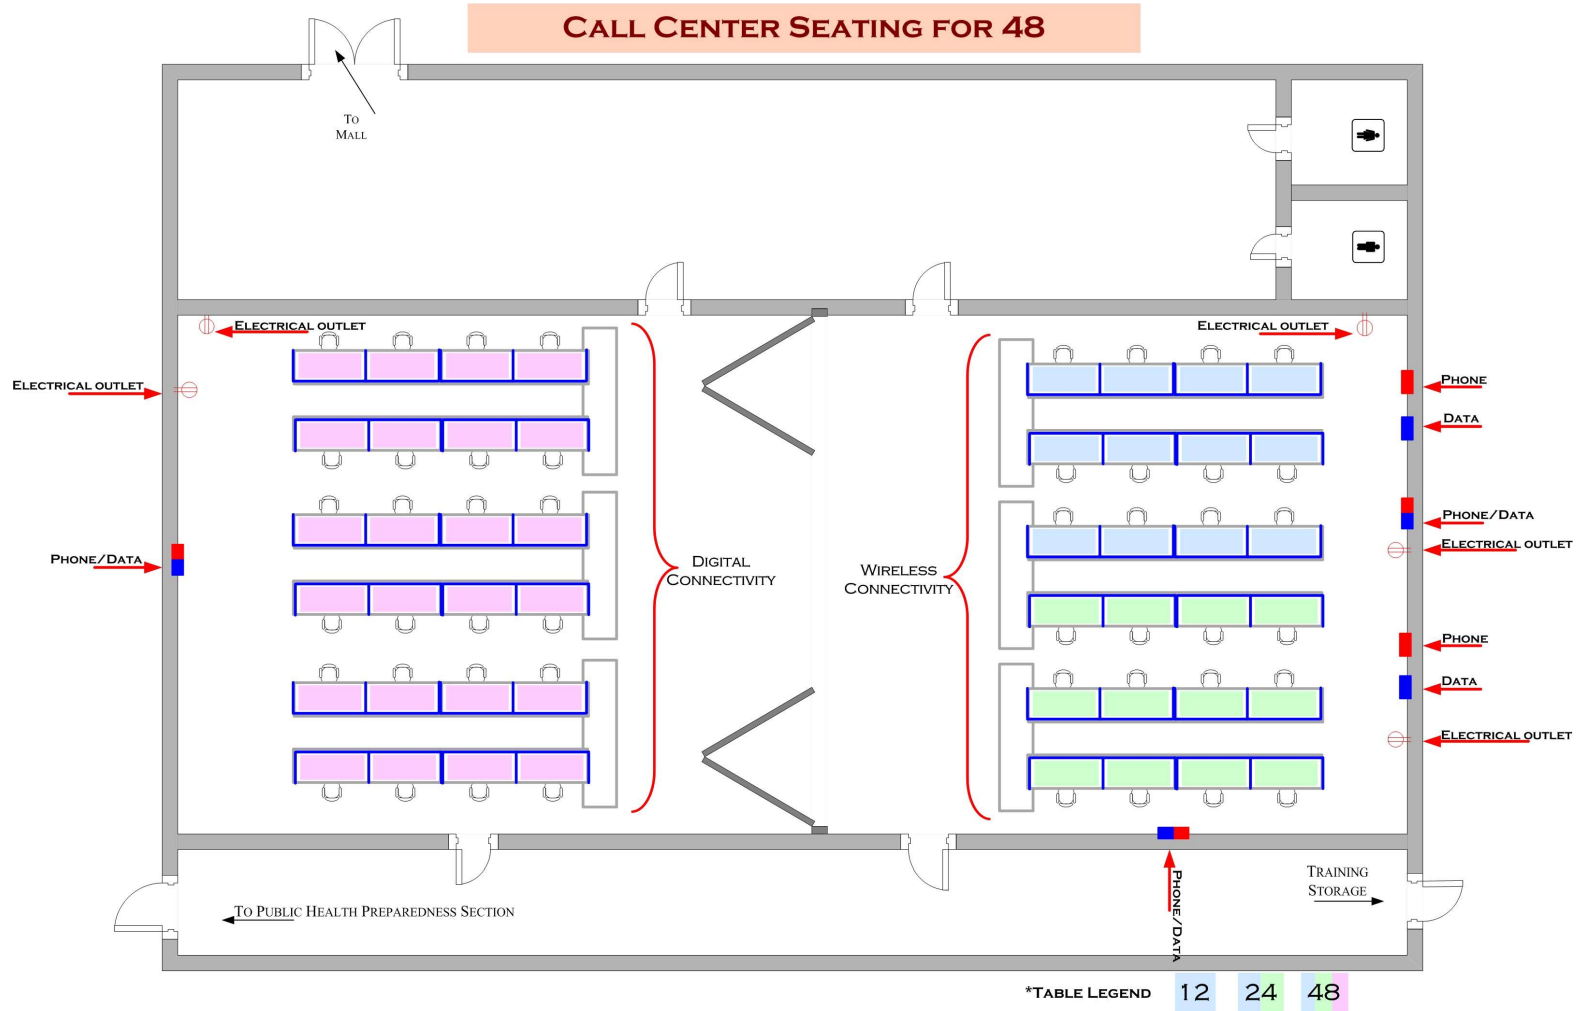 CALL CENTER SEATING FOR 48
TO
MALL
ELECTRICAL OUTLET
ELECTRICAL OUTLET
ELECTRICAL OUTLET
PHONE
DATA
PHONE/DATA
ELECTRICAL OUTLET
PHONE/DATA
DIGITAL
CONNECTIVITY
WIRELESS
CONNECTIVITY
PHONE
DATA
ELECTRICAL OUTLET
TRAINING
STORAGE
PHONE/DATA
TO PUBLIC HEALTH PREPAREDNESS SECTION
*TABLE LEGEND 12 24 48